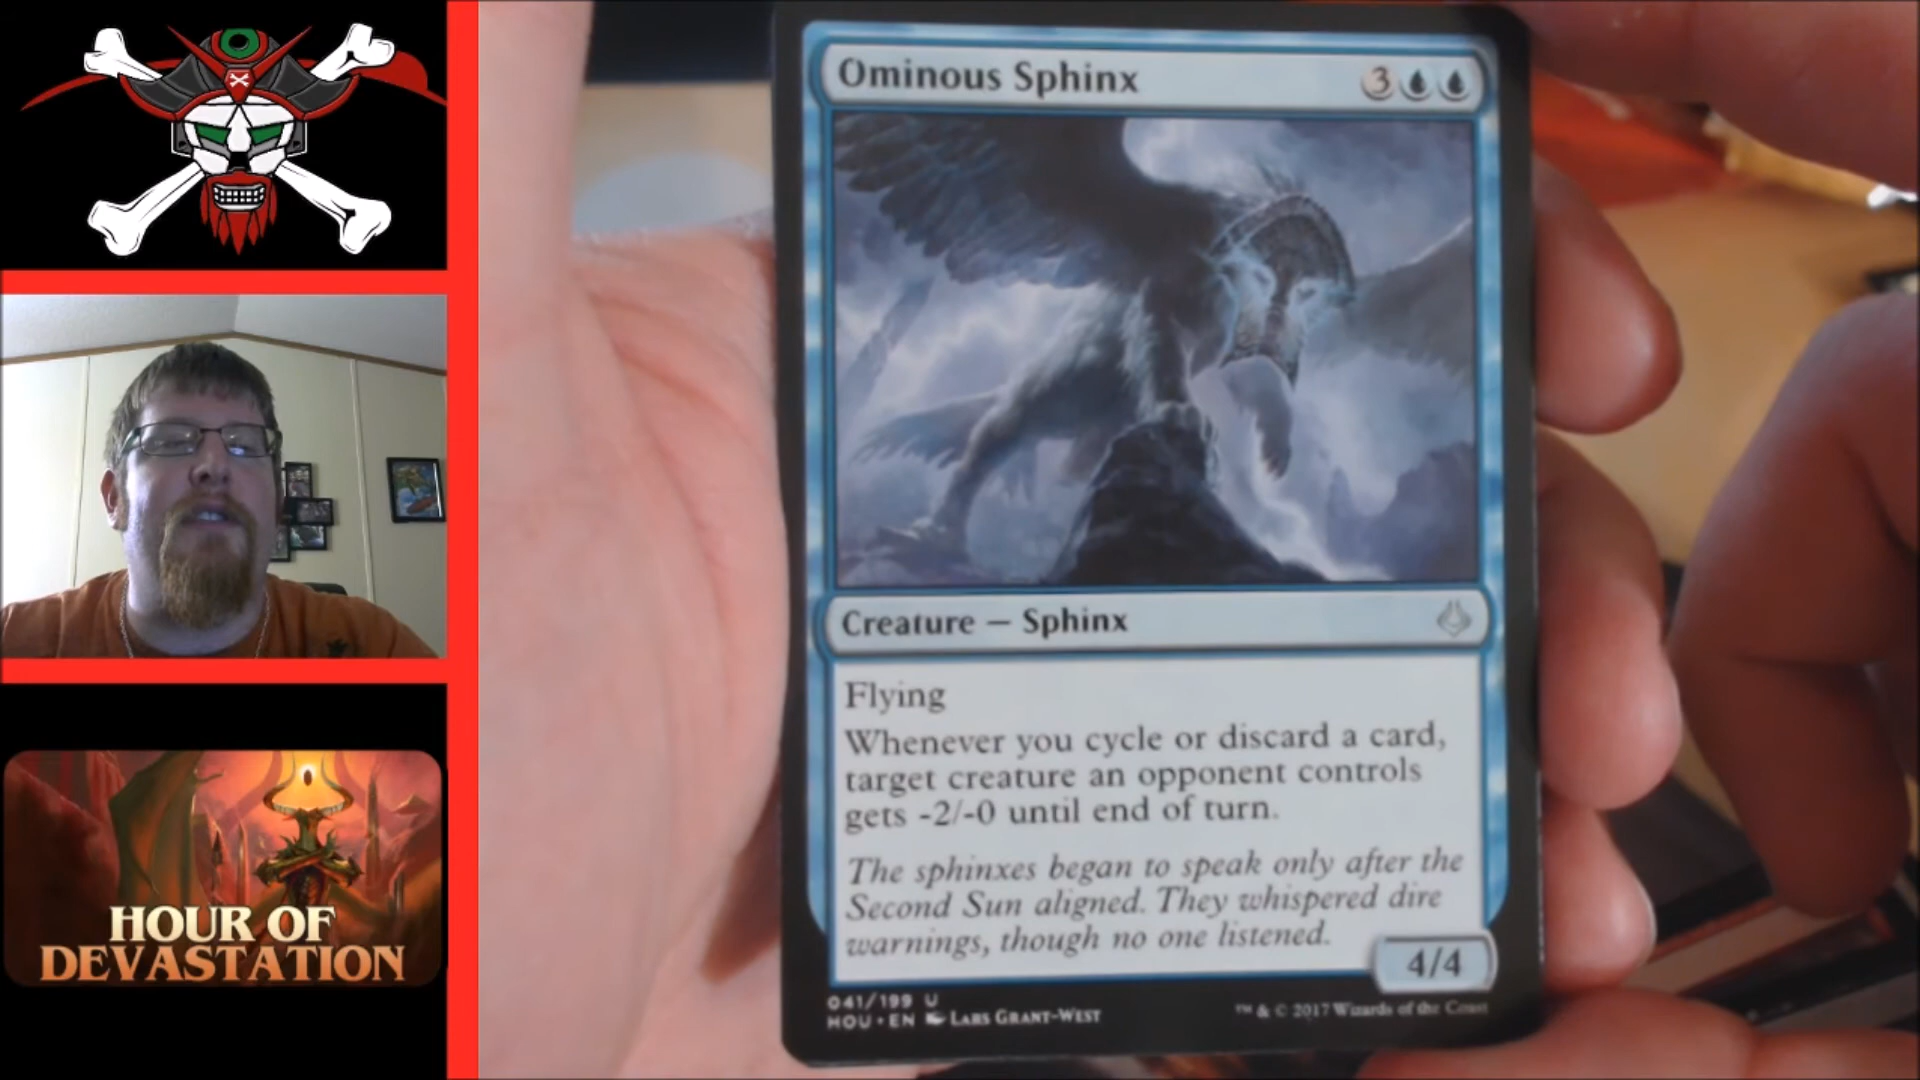 Ominous Sphinx 3
Creature — Sphinx
Flying
Whenever you cycle or discard a card,
target creature an opponent controls
gets -2/-0 until end of turn.
The sphinxes began to speak only after the
Second Sun aligned. They whispered dire
warnings, though no one listened.
4/4
041/199 U
HOU • EN Lars Grant-West
™ & © 2017 Wizards of the Coast
HOUR OF
DEVASTATION